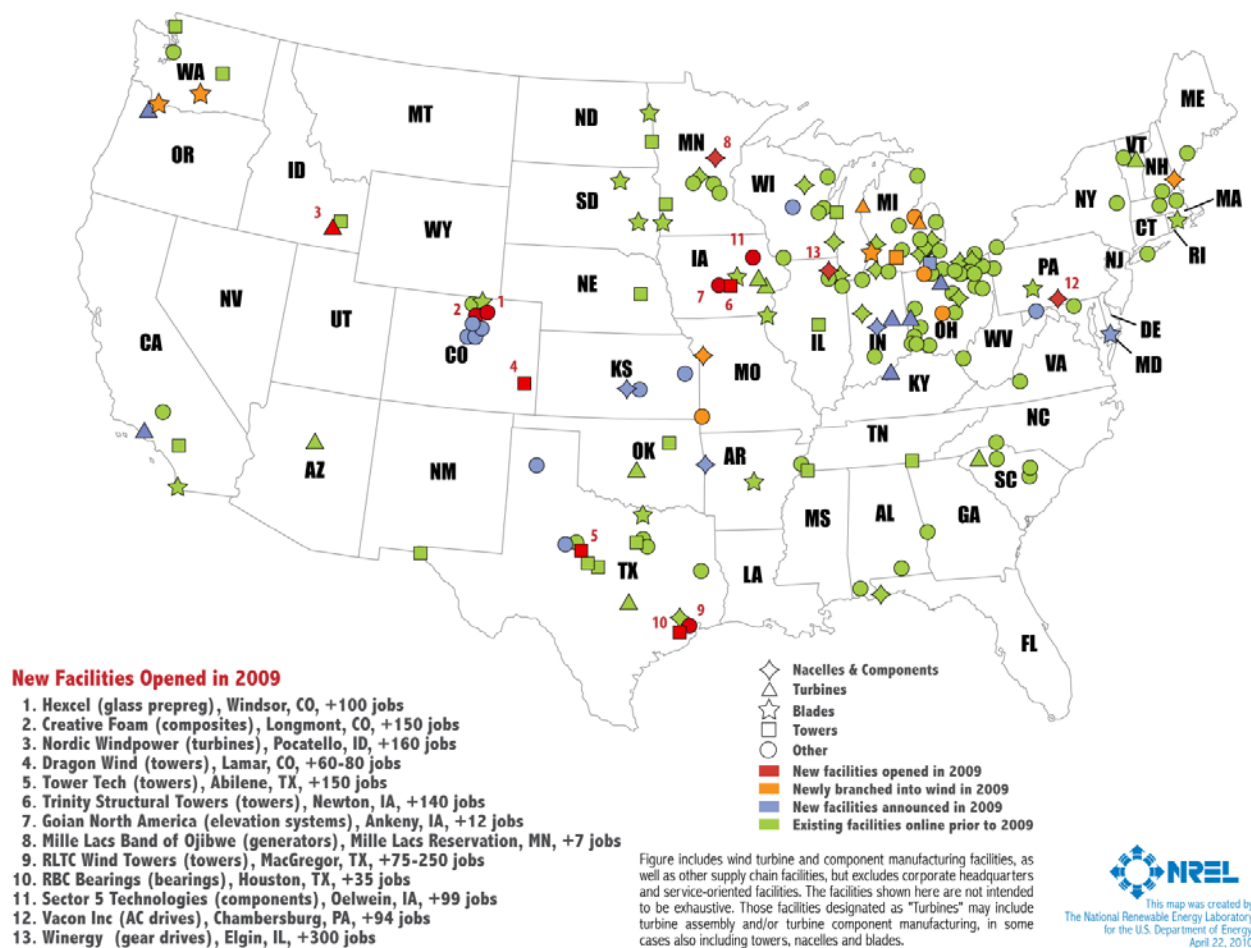 WA
MT
ND
MN
8
ME
VT
NH
OR
ID
SD
WI
MI
NY
MA
CT
RI
3
WY
11
IA
13
PA
NJ
12
NE
7
6
NV
UT
2
1
CO
IL
IN
OH
WV
DE
MD
CA
4
KS
MO
KY
VA
NC
TN
AZ
NM
OK
AR
SC
MS
AL
GA
5
TX
LA
10
9
FL
New Facilities Opened in 2009
1. Hexcel (glass prepreg), Windsor, CO, +100 jobs
2. Creative Foam (composites), Longmont, CO, +150 jobs
3. Nordic Windpower (turbines), Pocatello, ID, +160 jobs
4. Dragon Wind (towers), Lamar, CO, +60-80 jobs
5. Tower Tech (towers), Abilene, TX, +150 jobs
6. Trinity Structural Towers (towers), Newton, IA, +140 jobs
7. Goian North America (elevation systems), Ankeny, IA, +12 jobs
8. Mille Lacs Band of Ojibwe (generators), Mille Lacs Reservation, MN, +7 jobs
9. RLTC Wind Towers (towers), MacGregor, TX, +75-250 jobs
10. RBC Bearings (bearings), Houston, TX, +35 jobs
11. Sector 5 Technologies (components), Oelwein, IA, +99 jobs
12. Vacon Inc (AC drives), Chambersburg, PA, +94 jobs
13. Winergy (gear drives), Elgin, IL, +300 jobs
Nacelles & Components
Turbines
Blades
Towers
Other
New facilities opened in 2009
Newly branched into wind in 2009
New facilities announced in 2009
Existing facilities online prior to 2009
Figure includes wind turbine and component manufacturing facilities, as
well as other supply chain facilities, but excludes corporate headquarters
and service-oriented facilities. The facilities shown here are not intended
to be exhaustive. Those facilities designated as "Turbines" may include
turbine assembly and/or turbine component manufacturing, in some
cases also including towers, nacelles and blades.
NREL
This map was created by
The National Renewable Energy Laboratory
for the U.S. Department of Energy
April 22, 201